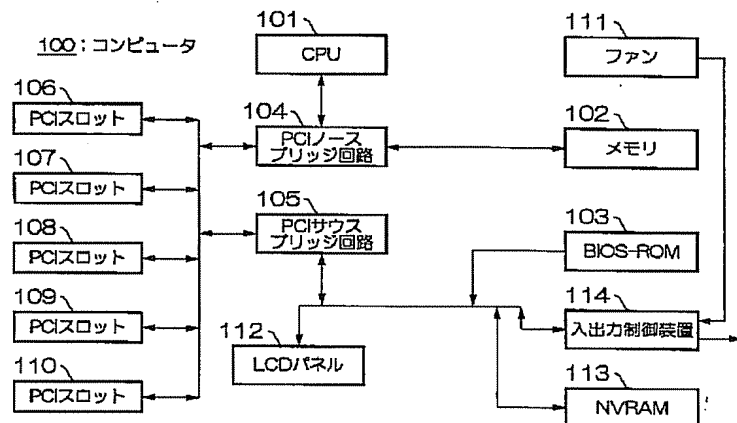 100:コンピュータ
101
CPU
111
ファン
106
PCIスロット
104
PCIノース
ブリッジ回路
102
メモリ
107
PCIスロット
105
PCIサウス
ブリッジ回路
103
BIOS-ROM
108
PCIスロット
109
PCIスロット
112
LCDパネル
114
入出力制御装置
110
PCIスロット
113
NVRAM